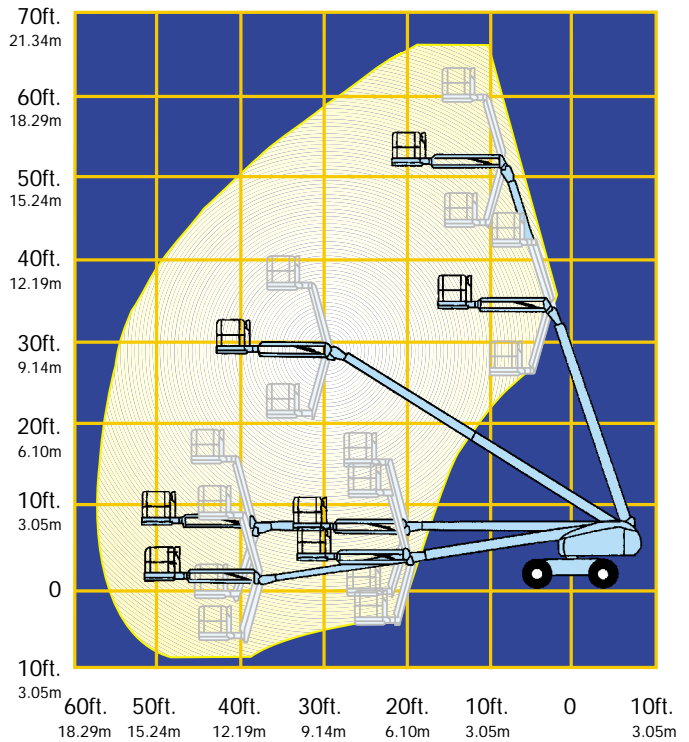 70ft.
21.34m
60ft.
18.29m
50ft.
15.24m
40ft.
12.19m
30ft.
9.14m
20ft.
6.10m
10ft.
3.05m
0
10ft.
3.05m
60ft. 50ft. 40ft. 30ft. 20ft. 10ft. 0 10ft.
18.29m 15.24m 12.19m 9.14m 6.10m 3.05m 3.05m